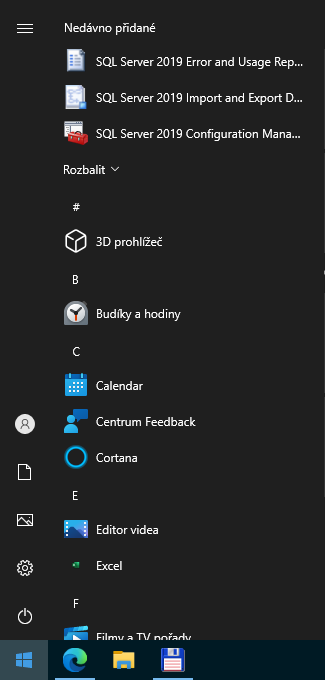 Nedávno přidané
SQL Server 2019 Error and Usage Rep...
SQL Server 2019 Import and Export D...
SQL Server 2019 Configuration Mana...
Rozbalit
#
3D prohlížeč
B
Budíky a hodiny
C
Calendar
Centrum Feedback
Cortana
E
Editor videa
Excel
F
Filmy a TV pořady